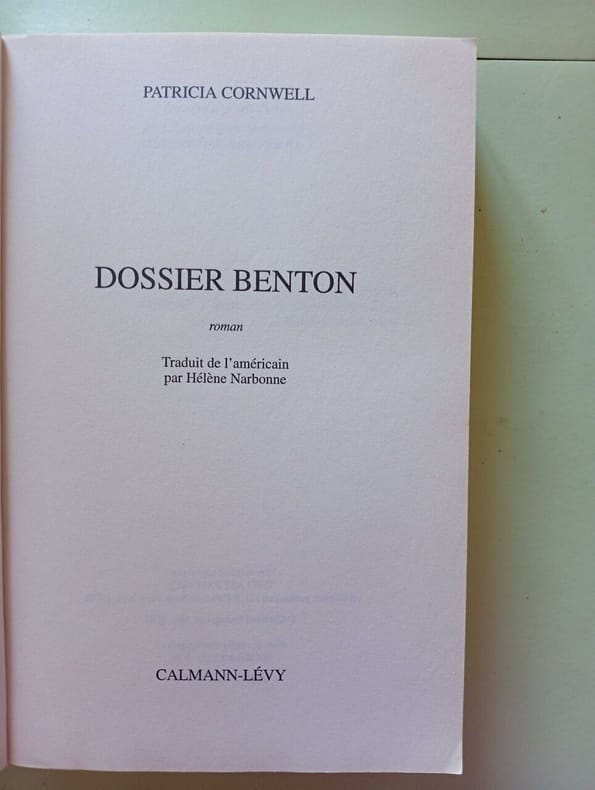 PATRICIA CORNWELL
DOSSIER BENTON
roman
Traduit de l'américain
par Hélène Narbonne
CALMANN-LÉVY